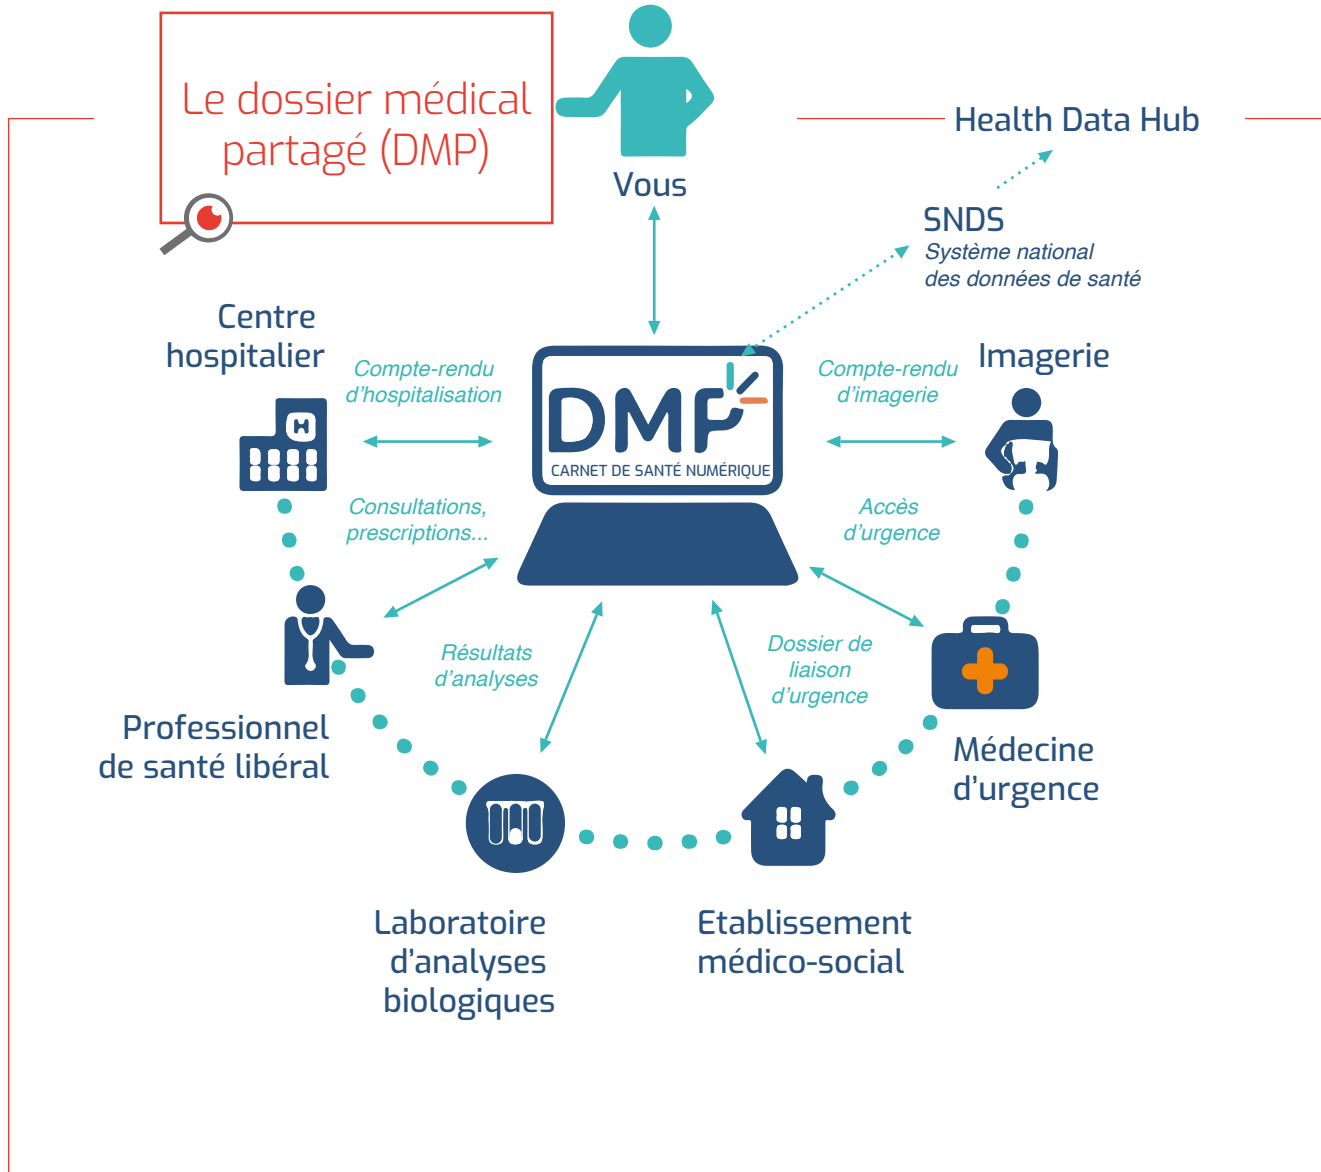 Le dossier médical
partagé (DMP)
Vous
Health Data Hub
SNDS
Système national
des données de santé
Centre
hospitalier
Compte-rendu
d'hospitalisation
DMP
CARNET DE SANTÉ NUMÉRIQUE
Compte-rendu
d'imagerie
Imagerie
H
Consultations,
prescriptions...
Accès
d'urgence
Résultats
d'analyses
Dossier de
liaison
d'urgence
Professionnel
de santé libéral
Médecine
d'urgence
Laboratoire
d'analyses
biologiques
Etablissement
médico-social